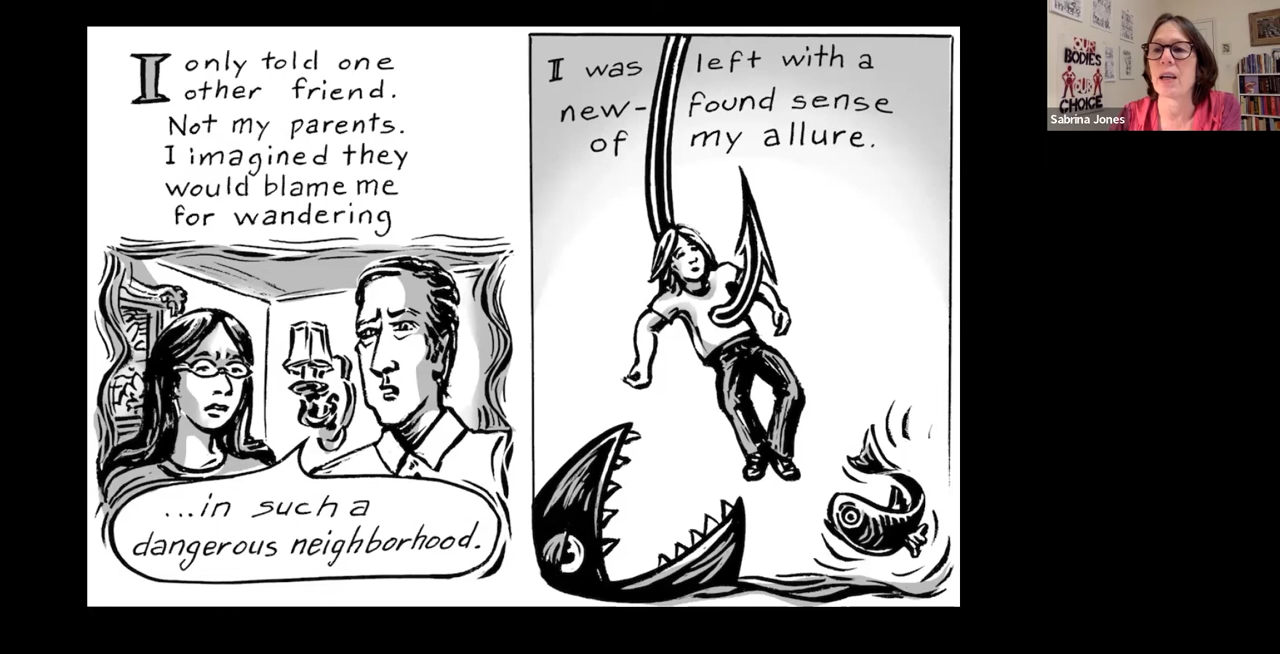 I only told one
other friend.
Not my parents.
I imagined they
would blame me
for wandering
...in such a
dangerous neighborhood.
I was left with a
new-found sense
of my allure.
OUR
BODIES
OUR
CHOICE
Sabrina Jones